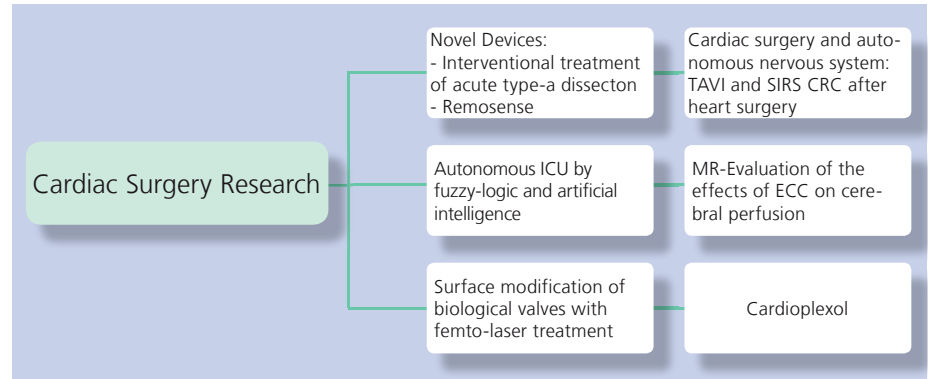 Cardiac Surgery Research
Novel Devices:
- Interventional treatment
of acute type-a dissecton
- Remosense
Cardiac surgery and auto-
nomous nervous system:
TAVI and SIRS CRC after
heart surgery
Autonomous ICU by
fuzzy-logic and artificial
intelligence
MR-Evaluation of the
effects of ECC on cere-
bral perfusion
Surface modification of
biological valves with
femto-laser treatment
Cardioplexol